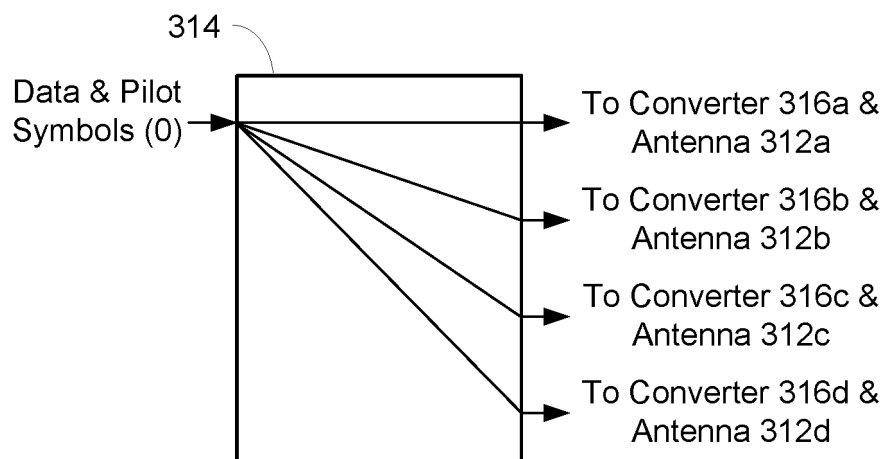 314
Data & Pilot
Symbols (0)
To Converter 316a &
Antenna 312a
To Converter 316b &
Antenna 312b
To Converter 316c &
Antenna 312c
To Converter 316d &
Antenna 312d